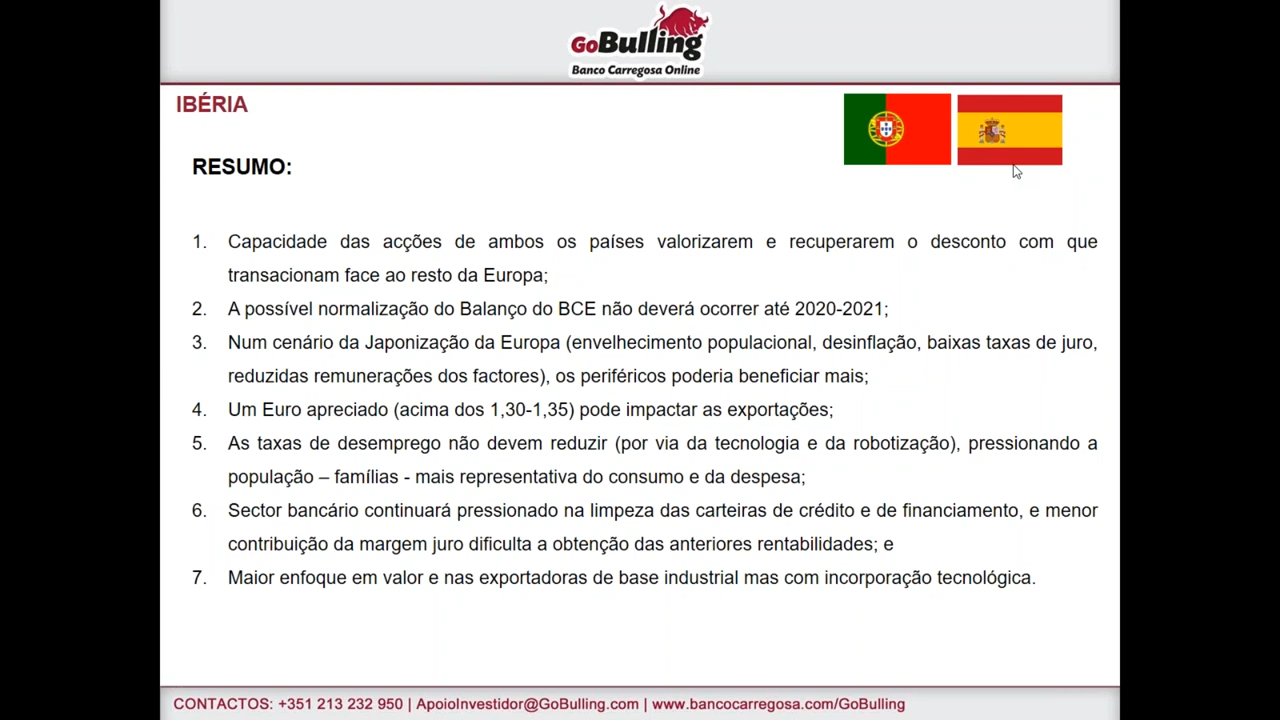 GoBulling
Banco Carregosa Online
IBÉRIA
RESUMO:
1. Capacidade das acções de ambos os países valorizarem e recuperarem o desconto com que
transacionam face ao resto da Europa;
2. A possível normalização do Balanço do BCE não deverá ocorrer até 2020-2021;
3. Num cenário da Japonização da Europa (envelhecimento populacional, desinflação, baixas taxas de juro,
reduzidas remunerações dos factores), os periféricos poderia beneficiar mais;
4. Um Euro apreciado (acima dos 1,30-1,35) pode impactar as exportações;
5. As taxas de desemprego não devem reduzir (por via da tecnologia e da robotização), pressionando a
população – famílias - mais representativa do consumo e da despesa;
6. Sector bancário continuará pressionado na limpeza das carteiras de crédito e de financiamento, e menor
contribuição da margem juro dificulta a obtenção das anteriores rentabilidades; e
7. Maior enfoque em valor e nas exportadoras de base industrial mas com incorporação tecnológica.
CONTACTOS: +351 213 232 950 | ApoioInvestidor@GoBulling.com | www.bancocarregosa.com/GoBulling